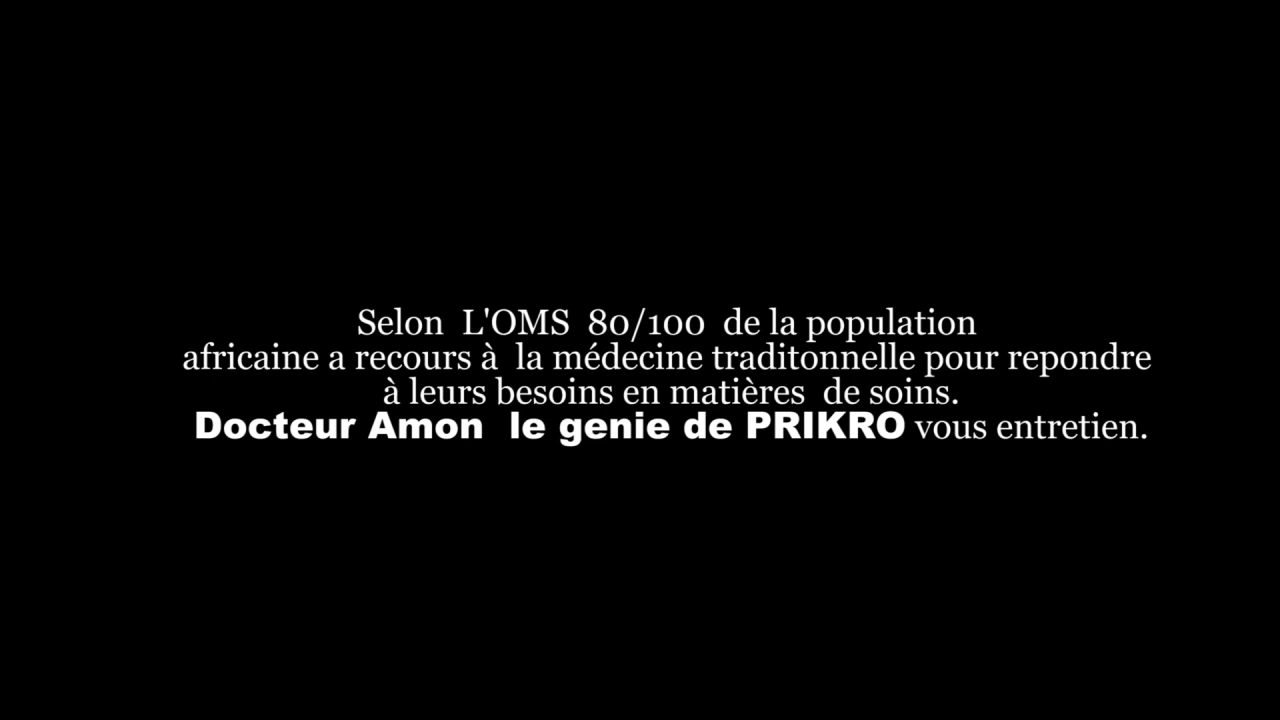 Selon L'OMS 80/100 de la population
africaine a recours à la médecine traditonnelle pour repondre
à leurs besoins en matières de soins.
Docteur Amon le genie de PRIKRO vous entretien.